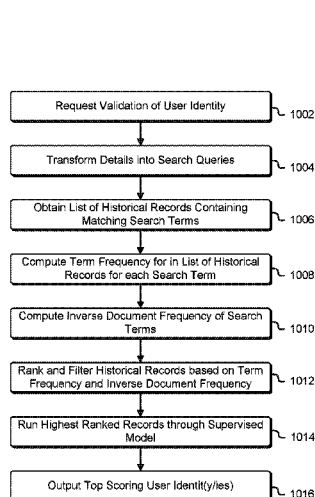 Request Validation of User Identity
1002
Transform Details into Search Queries
1004
Obtain List of Historical Records Containing
Matching Search Terms
1006
Compute Term Frequency for in List of Historical
Records for each Search Term
1008
Compute Inverse Document Frequency of Search
Terms
1010
Rank and Filter Historical Records based on Term
Frequency and Inverse Document Frequency
1012
Run Highest Ranked Records through Supervised
Model
1014
Output Top Scoring User Identit(y/ies)
1016